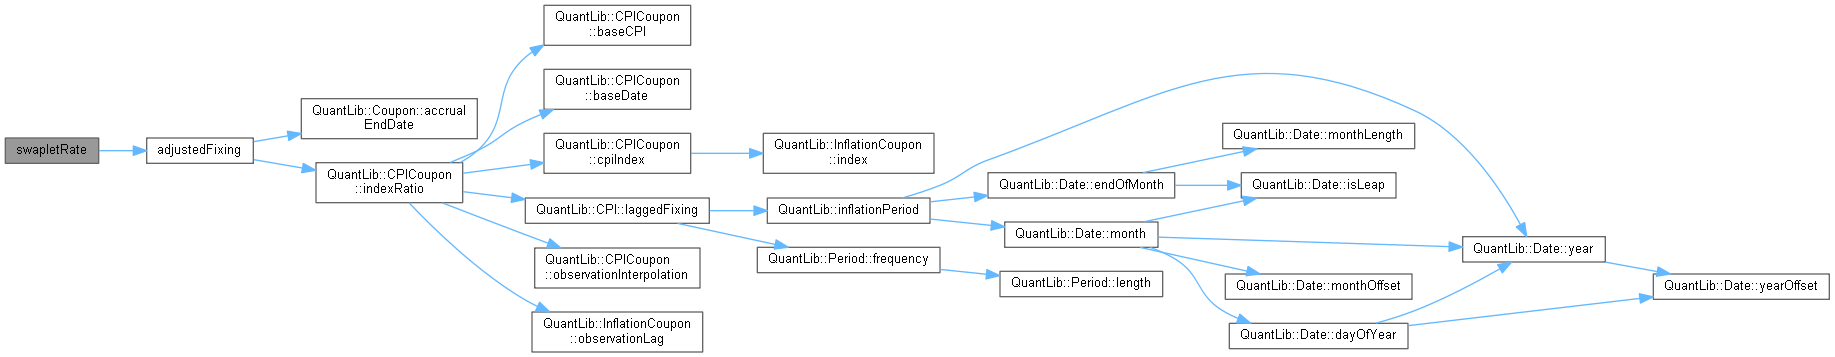 swapletRate
adjustedFixing
QuantLib::Coupon::accrual
EndDate
QuantLib::CPICoupon
::indexRatio
QuantLib::CPICoupon
::baseCPI
QuantLib::CPICoupon
::baseDate
QuantLib::CPICoupon
::cpiIndex
QuantLib::CPI::laggedFixing
QuantLib::CPICoupon
::observationInterpolation
QuantLib::InflationCoupon
::observationLag
QuantLib::InflationCoupon
::index
QuantLib::inflationPeriod
QuantLib::Period::frequency
QuantLib::Date::endOfMonth
QuantLib::Date::month
QuantLib::Period::length
QuantLib::Date::monthLength
QuantLib::Date::isLeap
QuantLib::Date::monthOffset
QuantLib::Date::dayOfYear
QuantLib::Date::year
QuantLib::Date::yearOffset